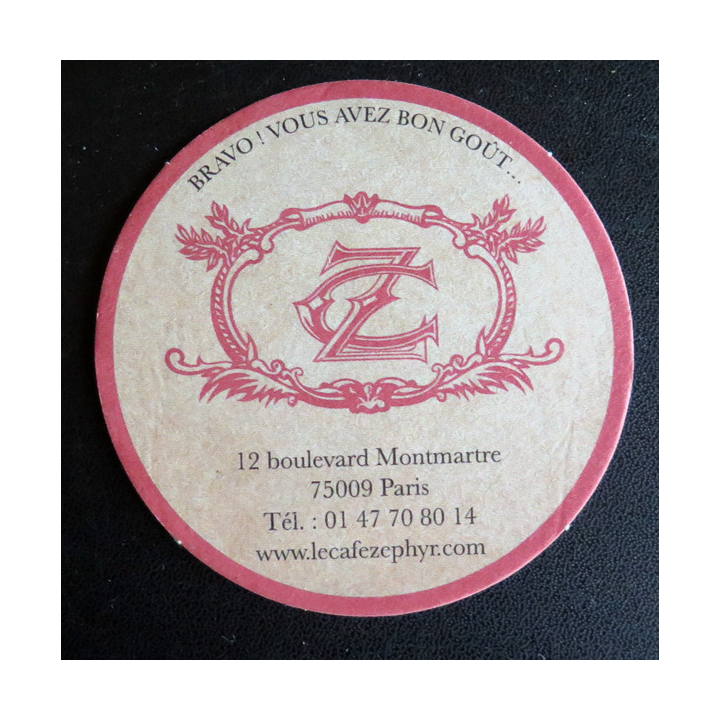 BRAVO ! VOUS AVEZ BON GOÛT...
CZ
12 boulevard Montmartre
75009 Paris
Tél. : 01 47 70 80 14
www.lecafezephyr.com